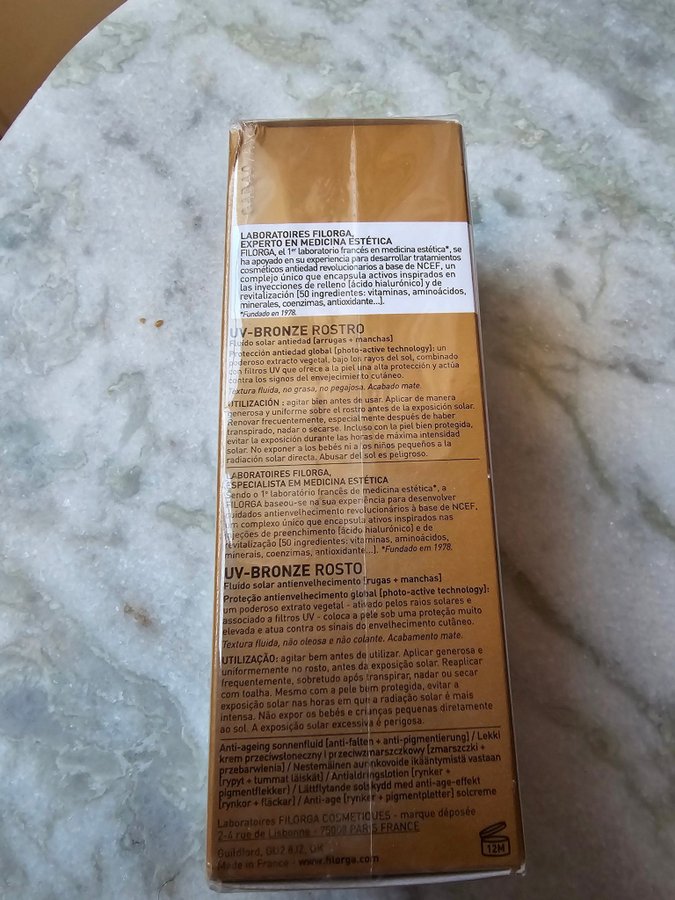 LABORATOIRES FILORGA,
EXPERTO EN MEDICINA ESTÉTICA
FILORGA, el 1er laboratorio francés en medicina estética*, se
ha apoyado en su experiencia para desarrollar tratamientos
cosméticos antiedad revolucionarios a base de NCEF, un
complejo único que encapsula activos inspirados en
las inyecciones de relleno [ácido hialurónico] y de
revitalización [50 ingredientes: vitaminas, aminoácidos,
minerales, coenzimas, antioxidante...].
*Fundado en 1978.
UV-BRONZE ROSTRO
Fluido solar antiedad [arrugas + manchas]
Protección antiedad global [photo-active technology]: un
poderoso extracto vegetal, bajo los rayos del sol, combinado
con filtros UV que ofrece a la piel una alta protección y actúa
contra los signos del envejecimiento cutáneo.
Textura fluida, no grasa, no pegajosa. Acabado mate.
UTILIZACIÓN : agitar bien antes de usar. Aplicar de manera
generosa y uniforme sobre el rostro antes de la exposición solar.
Renovar frecuentemente, especialmente después de haber
transpirado, nadar o secarse. Incluso con la piel bien protegida,
evitar la exposición durante las horas de máxima intensidad
solar. No exponer a los bebés ni a los niños pequeños a la
radiación solar directa. Abusar del sol es peligroso.
LABORATOIRES FILORGA,
ESPECIALISTA EM MEDICINA ESTÉTICA
Sendo o 1º laboratório francês de medicina estética*, a
FILORGA baseou-se na sua experiência para desenvolver
cuidados antienvelhecimento revolucionários à base de NCEF,
um complexo único que encapsula ativos inspirados nas
injeções de preenchimento [ácido hialurónico] e de
revitalização [50 ingredientes: vitaminas, aminoácidos,
minerais, coenzimas, antioxidante...]. *Fundado em 1978.
UV-BRONZE ROSTO
Fluido solar antienvelhecimento [rugas + manchas]
Proteção antienvelhecimento global [photo-active technology]:
um poderoso extrato vegetal - ativado pelos raios solares e
associado a filtros UV - coloca a pele sob uma proteção muito
elevada e atua contra os sinais do envelhecimento cutâneo.
Textura fluida, não oleosa e não colante. Acabamento mate.
UTILIZAÇÃO: agitar bem antes de utilizar. Aplicar generosa e
uniformemente no rosto, antes da exposição solar. Reaplicar
frequentemente, sobretudo após transpirar, nadar ou secar
com toalha. Mesmo com a pele bem protegida, evitar a
exposição solar nas horas em que a radiação solar é mais
intensa. Não expor os bebés e crianças pequenas diretamente
ao sol. A exposição solar excessiva é perigosa.
Anti-ageing sonnenfluid [anti-falten + anti-pigmentierung] / Lekki
krem przeciwsłoneczny i przeciwzmarszczkowy [zmarszczki +
przebarwienia] / Nestemäinen aurinkovoide ikääntymistä vastaan
[rypyt + tummat läiskät] / Antialdringslotion [rynker +
pigmentflekker] / Lättflytande solskydd med anti-age-effekt
[rynkor + fläckar] / Anti-age [rynker + pigmentpletter] solcreme
Laboratoires FILORGA COSMETIQUES - marque déposée
2-4 rue de Lisbonne - 75008 PARIS FRANCE
Guildford, GU2 8JZ, UK
Made in France - www.filorga.com
12M